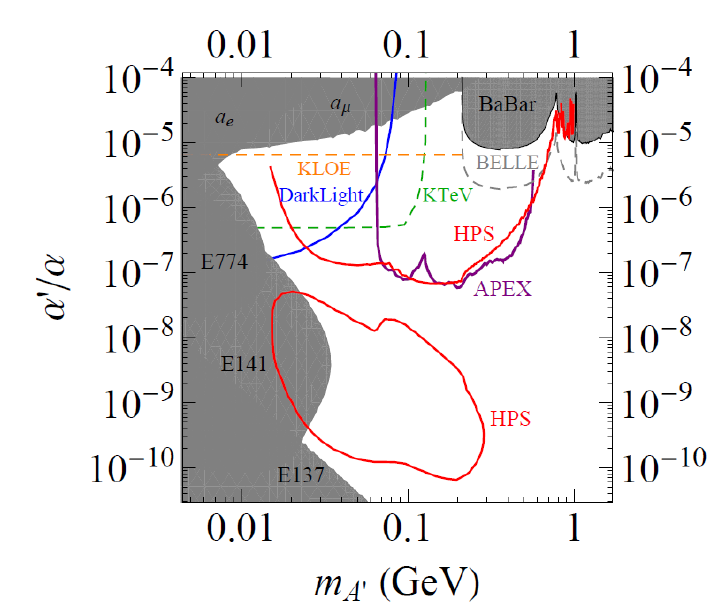 0.01 0.1 1
10⁻⁴ 10⁻⁴
a_e a_μ BaBar
10⁻⁵ 10⁻⁵
KLOE BELLE
DarkLight KTeV
10⁻⁶ 10⁻⁶
HPS
E774
10⁻⁷ 10⁻⁷
APEX
α'/α
10⁻⁸ 10⁻⁸
E141
10⁻⁹ 10⁻⁹
HPS
10⁻¹⁰ 10⁻¹⁰
E137
0.01 0.1 1
m_A' (GeV)